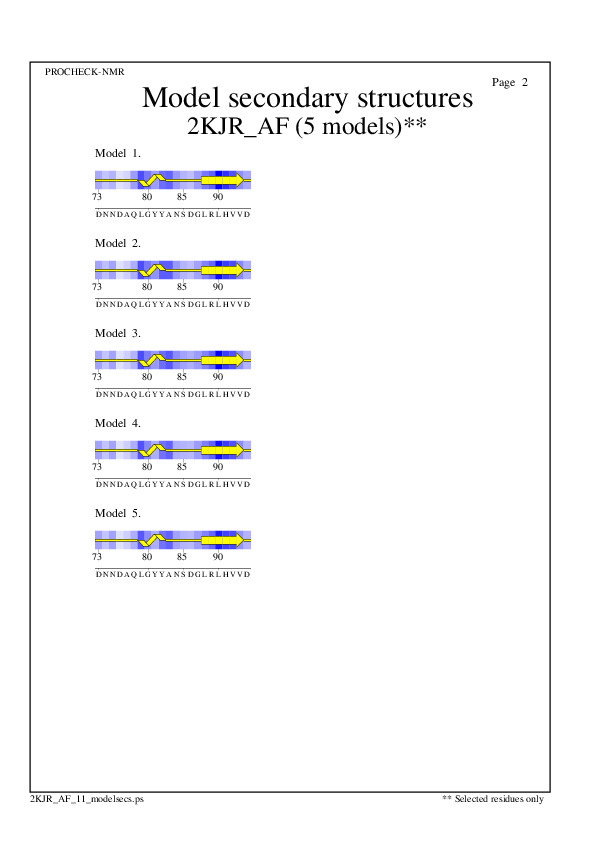 PROCHECK-NMR
Page 2
Model secondary structures
2KJR_AF (5 models)**
Model 1.
73 80 85 90
DNNDAQLGYYANSDGLRLHVVD
Model 2.
73 80 85 90
DNNDAQLGYYANSDGLRLHVVD
Model 3.
73 80 85 90
DNNDAQLGYYANSDGLRLHVVD
Model 4.
73 80 85 90
DNNDAQLGYYANSDGLRLHVVD
Model 5.
73 80 85 90
DNNDAQLGYYANSDGLRLHVVD
2KJR_AF_11_modelsecs.ps
** Selected residues only